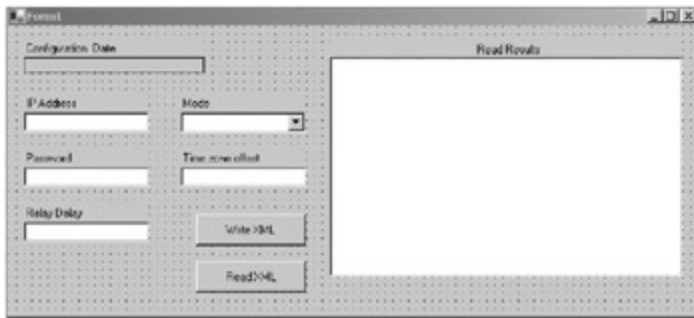 Form1
Configuration Date
Read Results
IP Address
Mode
Password
Time zone offset
Relay Delay
Write XML
Read XML